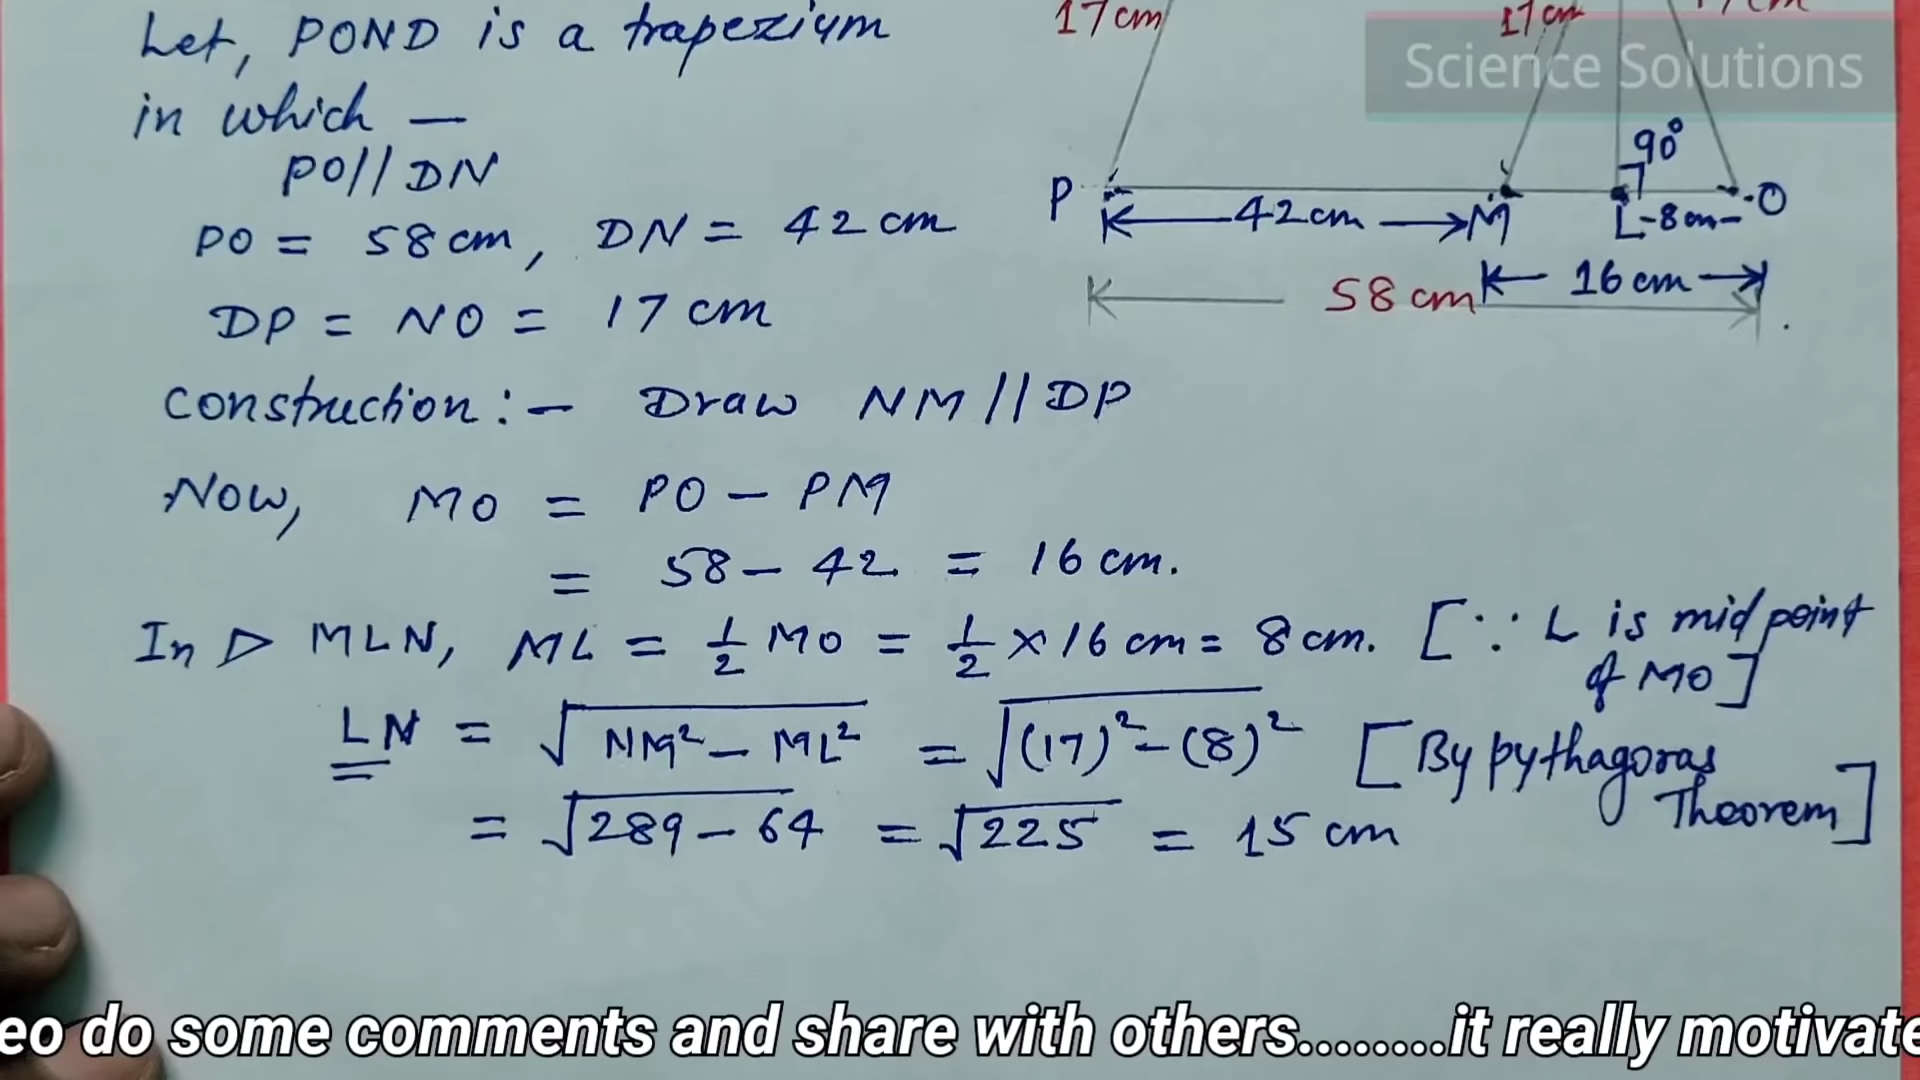 Let, POND is a trapezium
in which —
PO//DN
PO = 58 cm, DN = 42 cm
DP = NO = 17 cm
construction:- Draw NM//DP
Now, MO = PO - PM
= 58 - 42 = 16 cm.
In ▷ MLN, ML = 1/2 MO = 1/2 × 16 cm = 8 cm. [∵ L is mid point
of MO]
LN = √NM² - ML² = √(17)² - (8)² [By pythagoras
Theorem]
= √289 - 64 = √225 = 15 cm
17 cm
17 cm
17 cm
Science Solutions
90°
P M L O
42 cm
8 cm
16 cm
58 cm
do some comments and share with others........it really